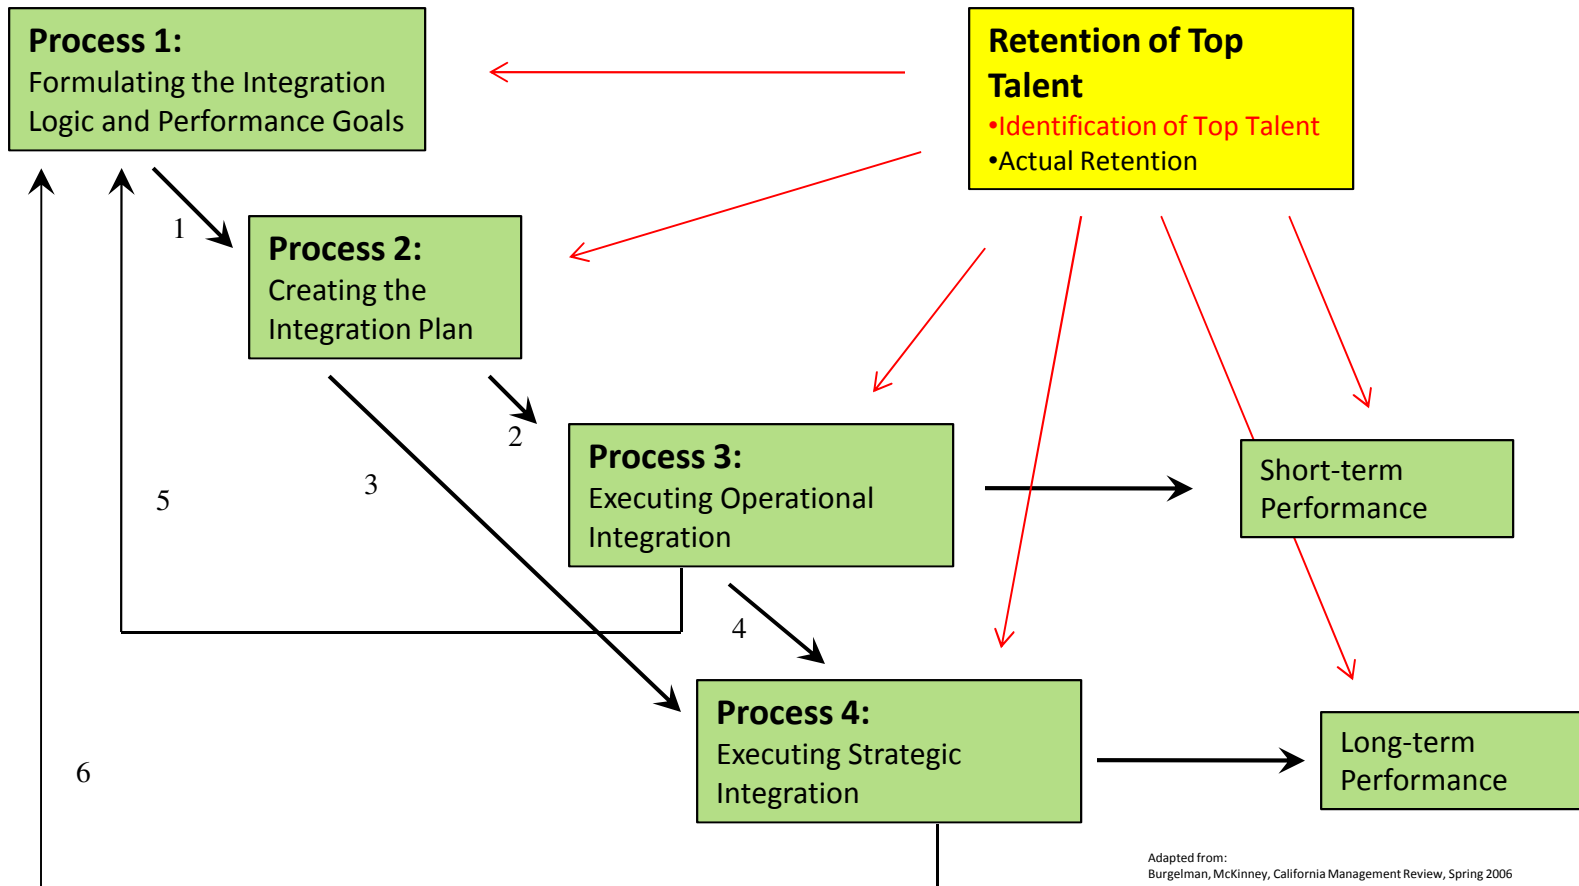 Process 1:
Formulating the Integration
Logic and Performance Goals
Retention of Top
Talent
•Identification of Top Talent
•Actual Retention
1
Process 2:
Creating the
Integration Plan
2
3
5
Process 3:
Executing Operational
Integration
Short-term
Performance
4
Process 4:
Executing Strategic
Integration
Long-term
Performance
6
Adapted from:
Burgelman, McKinney, California Management Review, Spring 2006